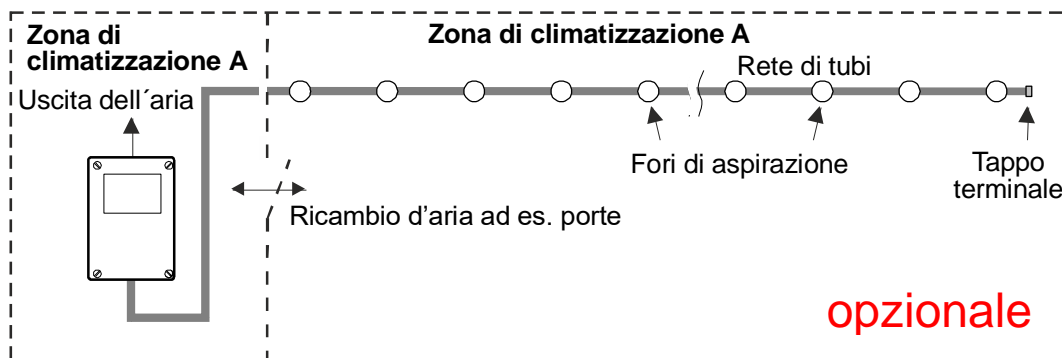 Zona di
climatizzazione A
Uscita dell´aria
Zona di climatizzazione A
Rete di tubi
Fori di aspirazione
Tappo
terminale
Ricambio d'aria ad es. porte
opzionale